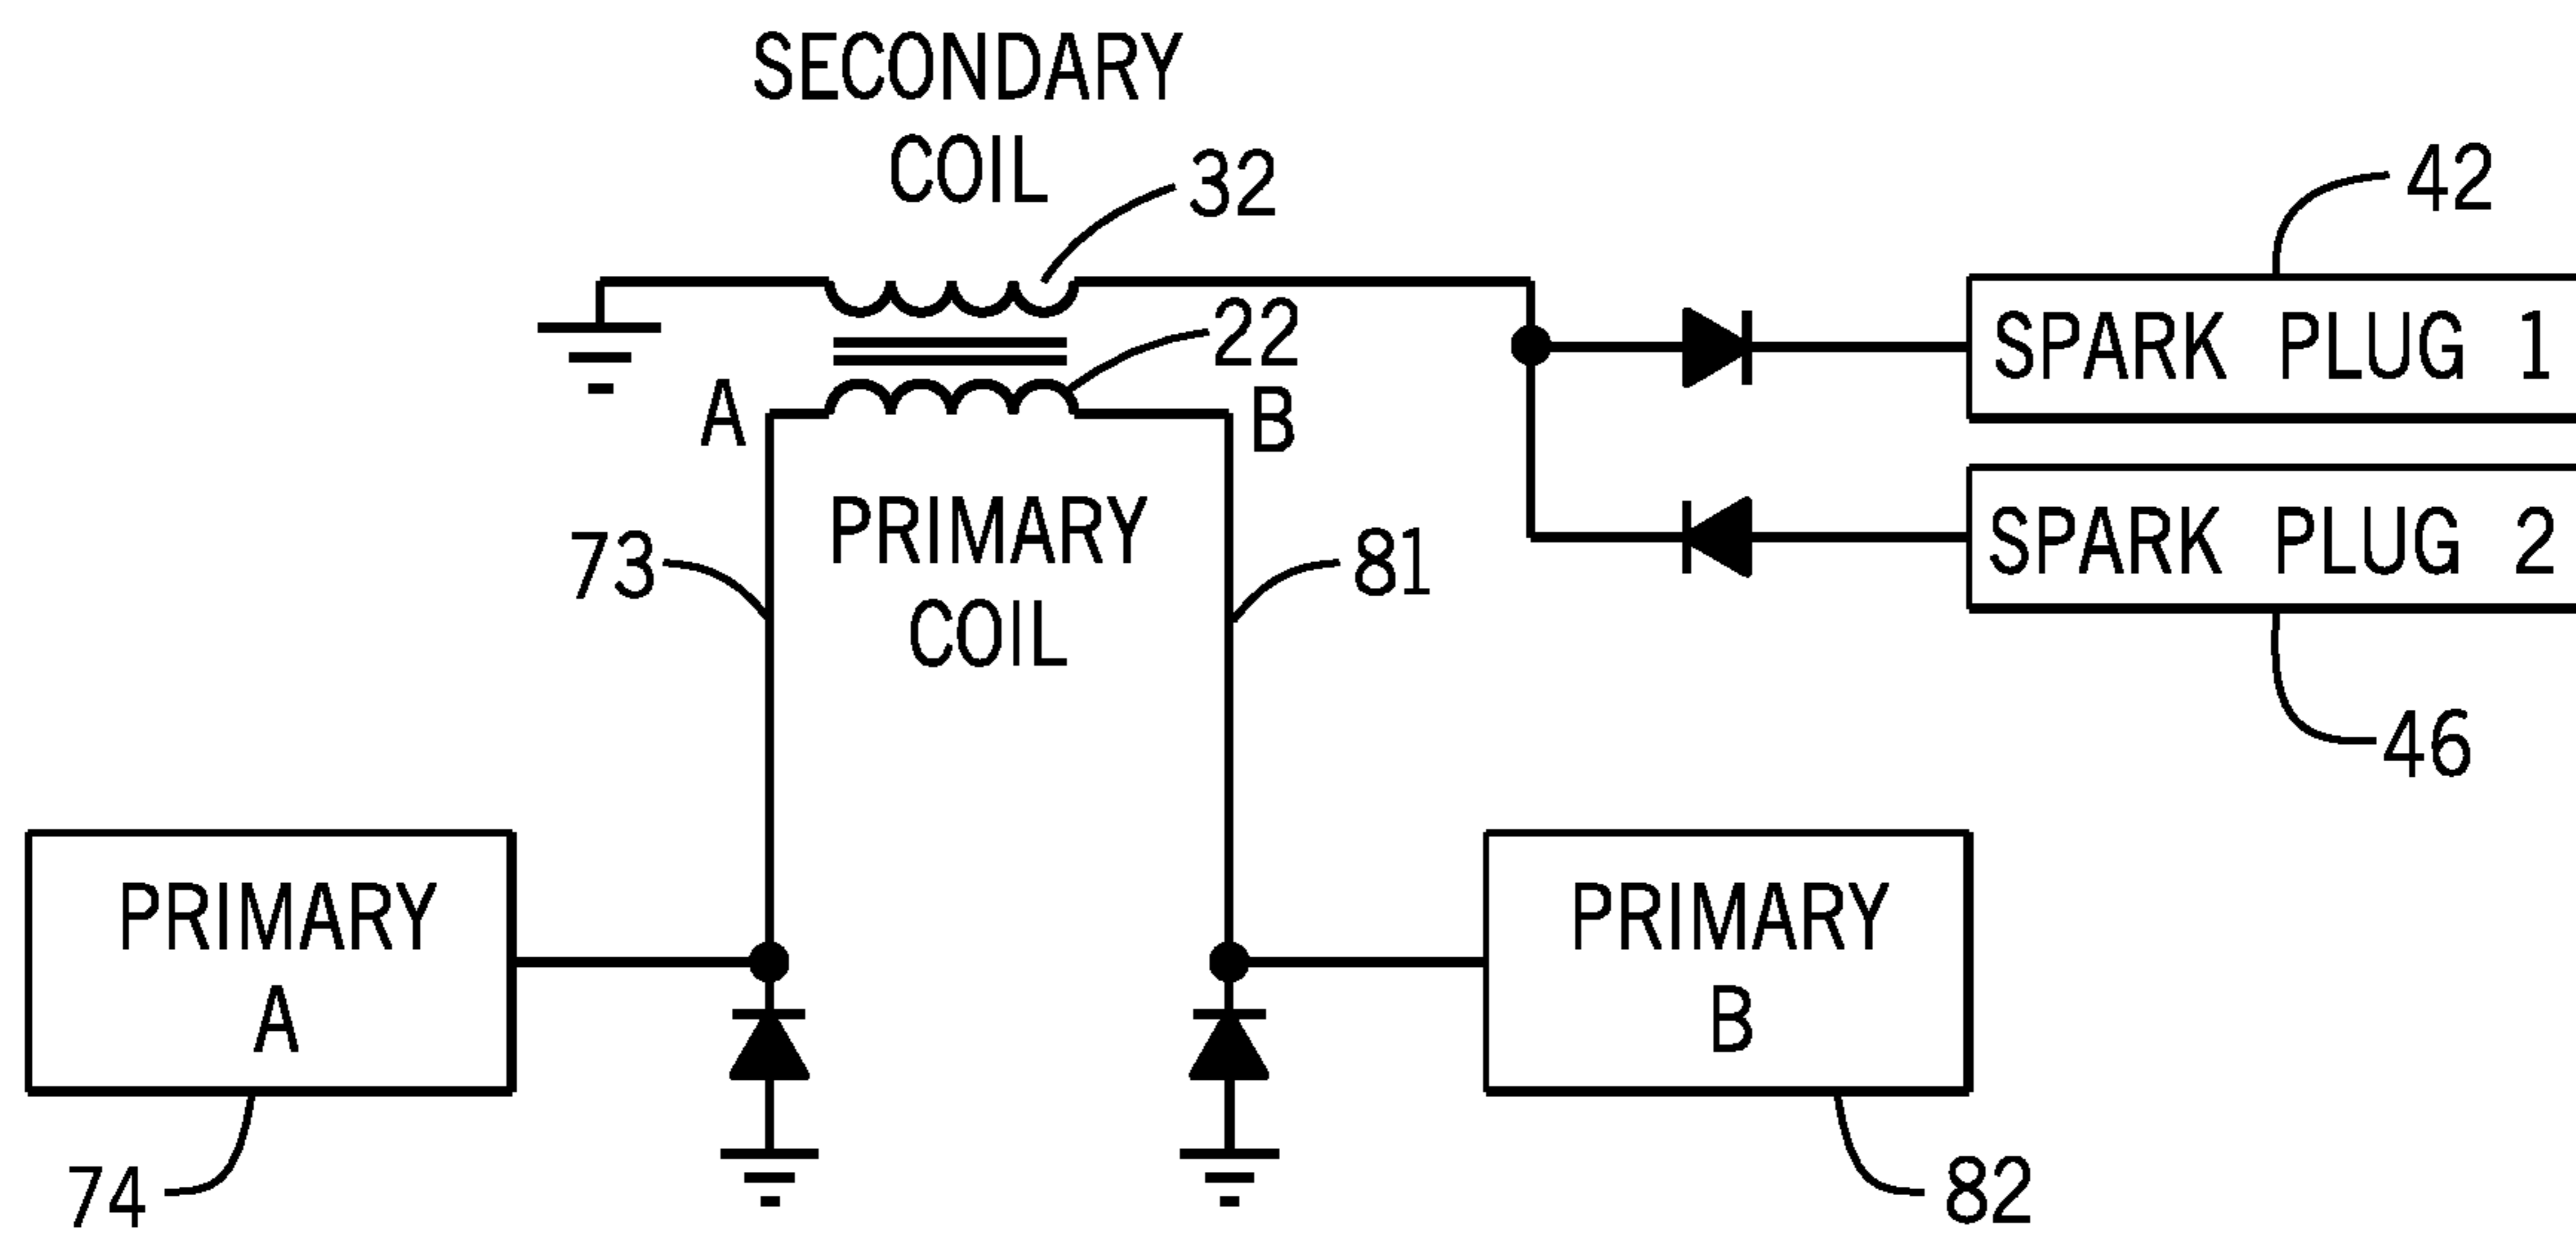 SECONDARY
COIL
32
42
22
A
B
SPARK PLUG 1
SPARK PLUG 2
73
PRIMARY
COIL
81
46
PRIMARY
A
PRIMARY
B
74
82